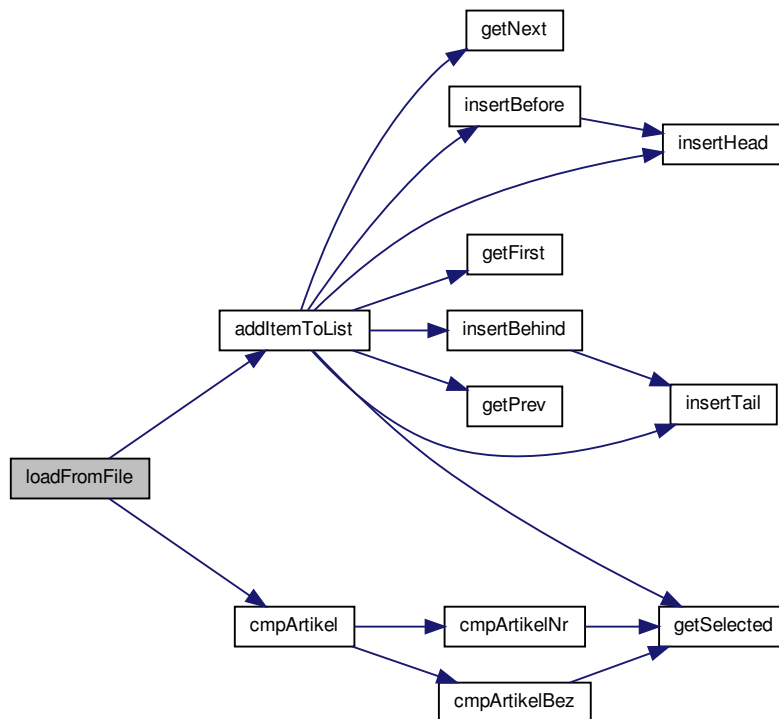 getNext
insertBefore
insertHead
getFirst
addItemToList
insertBehind
getPrev
insertTail
loadFromFile
cmpArtikel
cmpArtikelNr
getSelected
cmpArtikelBez